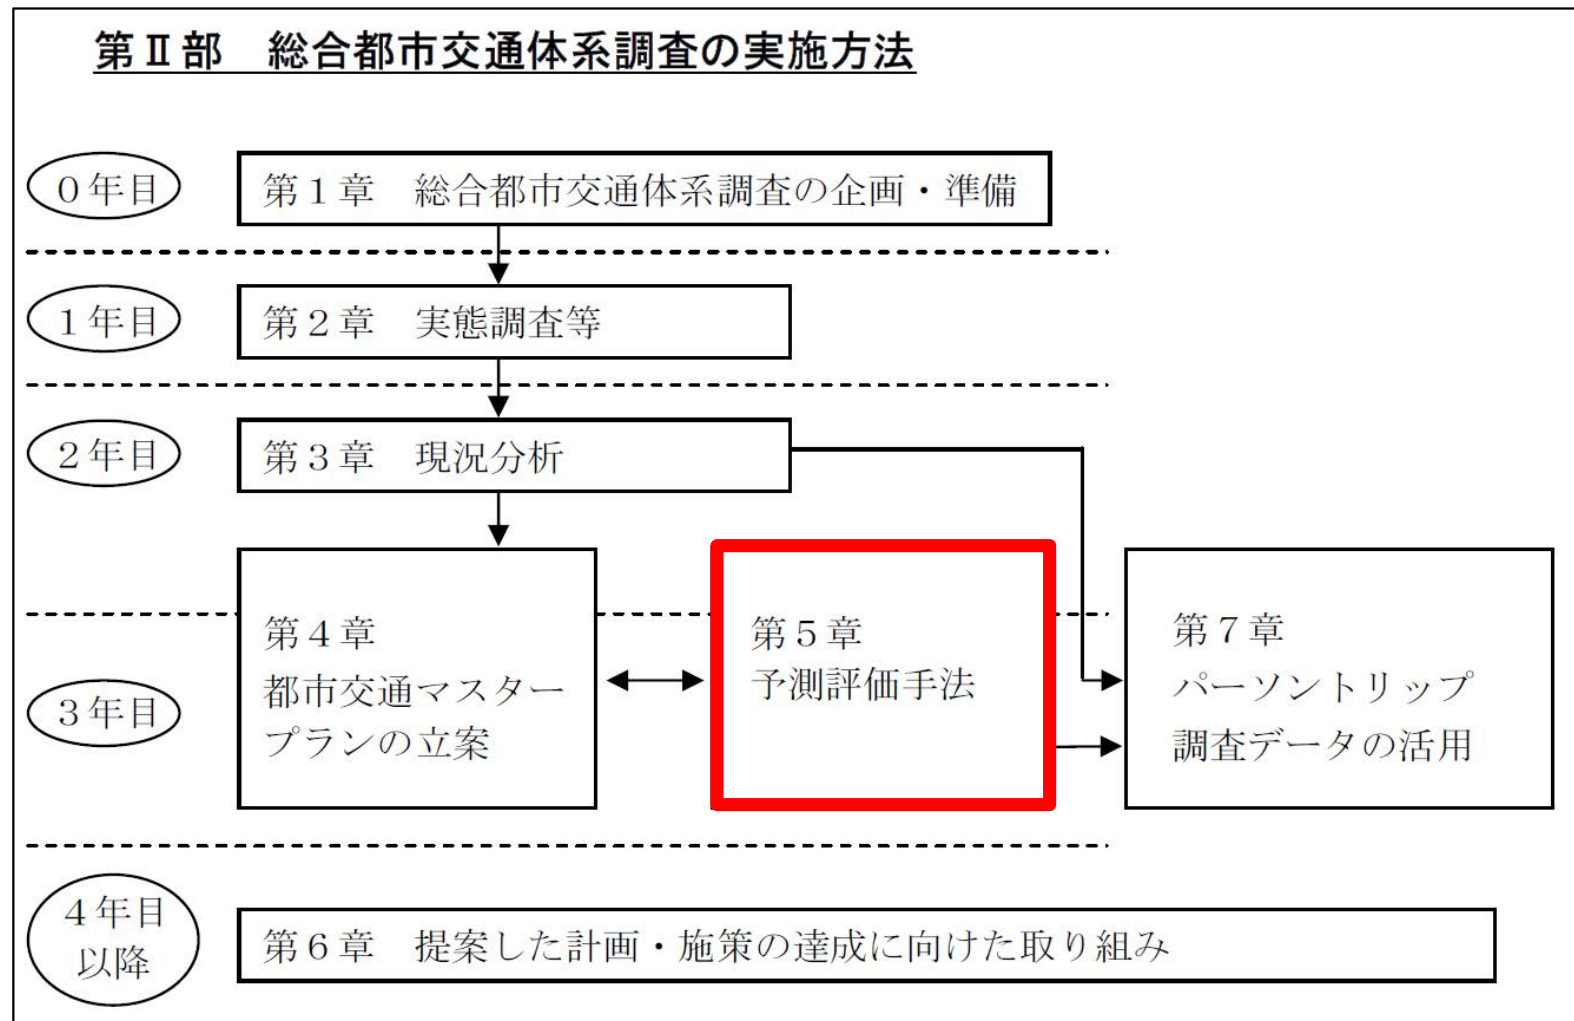 第Ⅱ部　総合都市交通体系調査の実施方法
０年目
第１章　総合都市交通体系調査の企画・準備
１年目
第２章　実態調査等
２年目
第３章　現況分析
３年目
第４章
都市交通マスター
プランの立案
第５章
予測評価手法
第７章
パーソントリップ
調査データの活用
４年目
以降
第６章　提案した計画・施策の達成に向けた取り組み